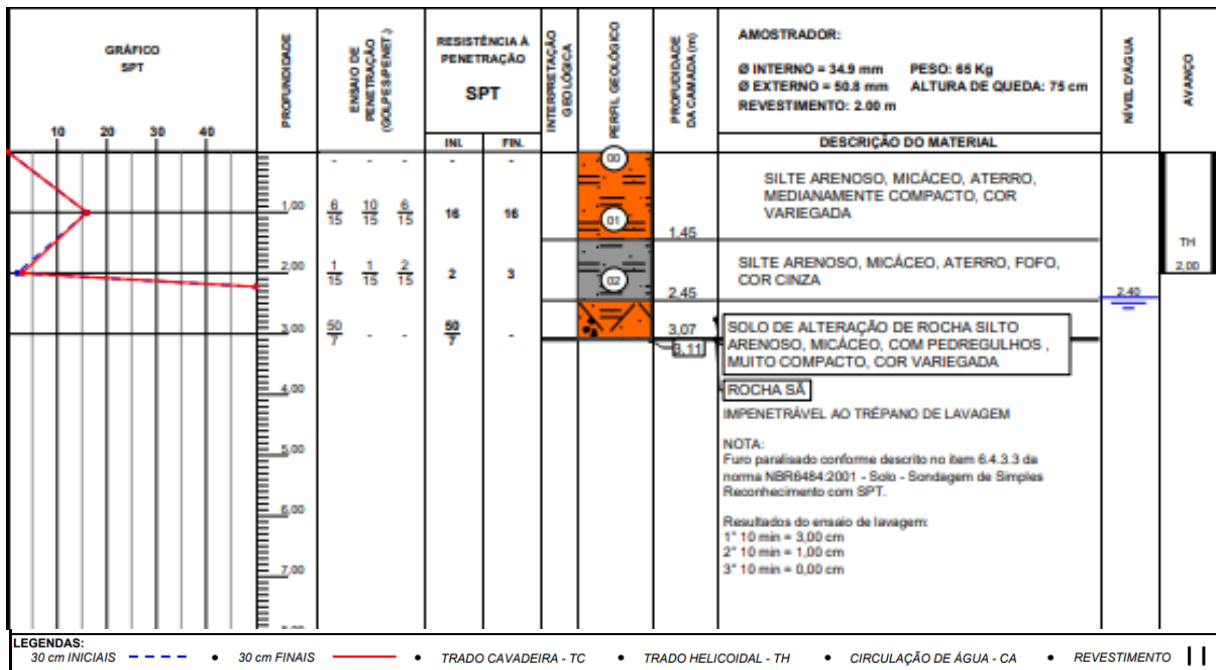 GRÁFICO
SPT
10 20 30 40
PROFUNDIDADE
ENSAIO DE
PENETRAÇÃO
(GOLPES/PENET.)
RESISTÊNCIA À
PENETRAÇÃO
SPT
INI. FIN.
INTERPRETAÇÃO
GEOLÓGICA
PERFIL GEOLÓGICO
PROFUDIDADE
DA CAMADA (m)
AMOSTRADOR:
Ø INTERNO = 34.9 mm PESO: 65 Kg
Ø EXTERNO = 50.8 mm ALTURA DE QUEDA: 75 cm
REVESTIMENTO: 2.00 m
DESCRIÇÃO DO MATERIAL
NÍVEL D'ÁGUA
AVANÇO
- - - - -
00
SILTE ARENOSO, MICÁCEO, ATERRO,
MEDIANAMENTE COMPACTO, COR
VARIEGADA
1,00 6/15 10/15 6/15 16 16
01
1.45
SILTE ARENOSO, MICÁCEO, ATERRO, FOFO,
COR CINZA
TH
2.00
2,00 1/15 1/15 2/15 2 3
02
2.45
2.40
3,00 50/7 - - 50/7 -
3.07
3.11
SOLO DE ALTERAÇÃO DE ROCHA SILTO
ARENOSO, MICÁCEO, COM PEDREGULHOS ,
MUITO COMPACTO, COR VARIEGADA
ROCHA SÃ
4,00
IMPENETRÁVEL AO TRÉPANO DE LAVAGEM
NOTA:
5,00
Furo paralisado conforme descrito no item 6.4.3.3 da
norma NBR6484:2001 - Solo - Sondagem de Simples
Reconhecimento com SPT.
6,00
Resultados do ensaio de lavagem:
1° 10 min = 3,00 cm
2° 10 min = 1,00 cm
3° 10 min = 0,00 cm
7,00
LEGENDAS:
30 cm INICIAIS • 30 cm FINAIS • TRADO CAVADEIRA - TC • TRADO HELICOIDAL - TH • CIRCULAÇÃO DE ÁGUA - CA • REVESTIMENTO